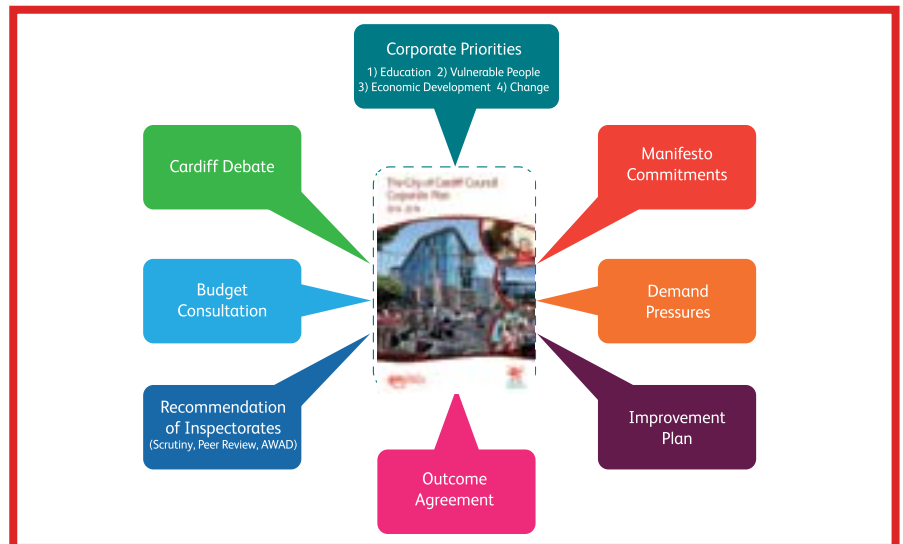 Corporate Priorities
1) Education 2) Vulnerable People
3) Economic Development 4) Change
Cardiff Debate
Manifesto
Commitments
The City of Cardiff Council
Corporate Plan
Budget
Consultation
Demand
Pressures
Recommendation
of Inspectorates
(Scrutiny, Peer Review, AWAD)
Improvement
Plan
Outcome
Agreement